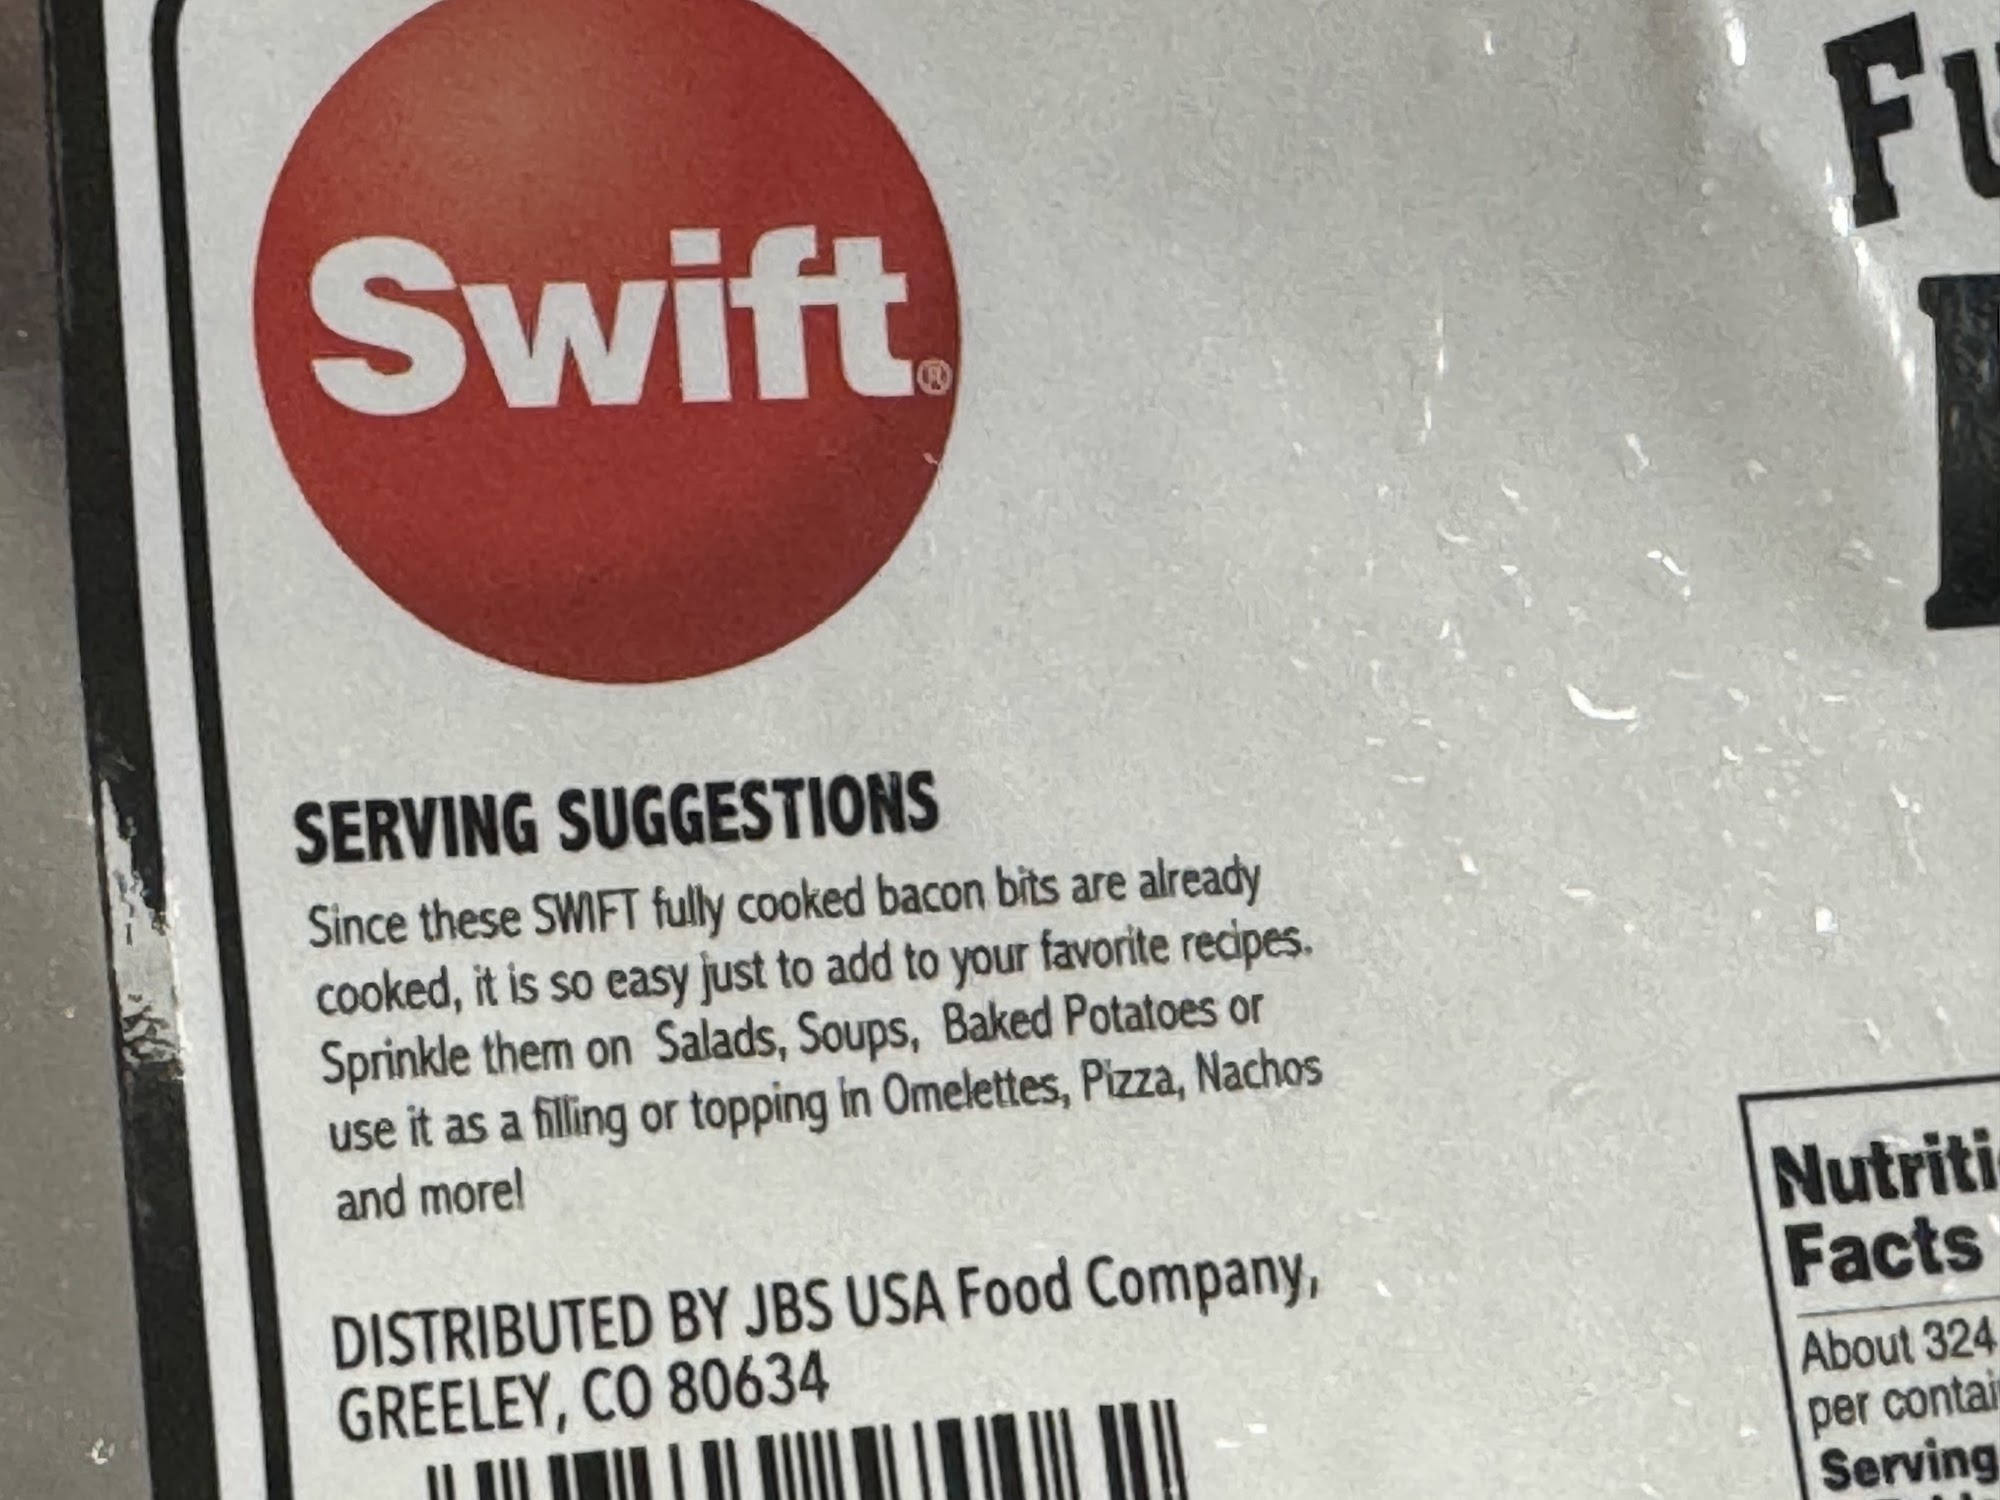 Swift®
SERVING SUGGESTIONS
Since these SWIFT fully cooked bacon bits are already
cooked, it is so easy just to add to your favorite recipes.
Sprinkle them on Salads, Soups, Baked Potatoes or
use it as a filling or topping in Omelettes, Pizza, Nachos
and more!
DISTRIBUTED BY JBS USA Food Company,
GREELEY, CO 80634
Fu
Nutriti
Facts
About 324
per contai
Serving